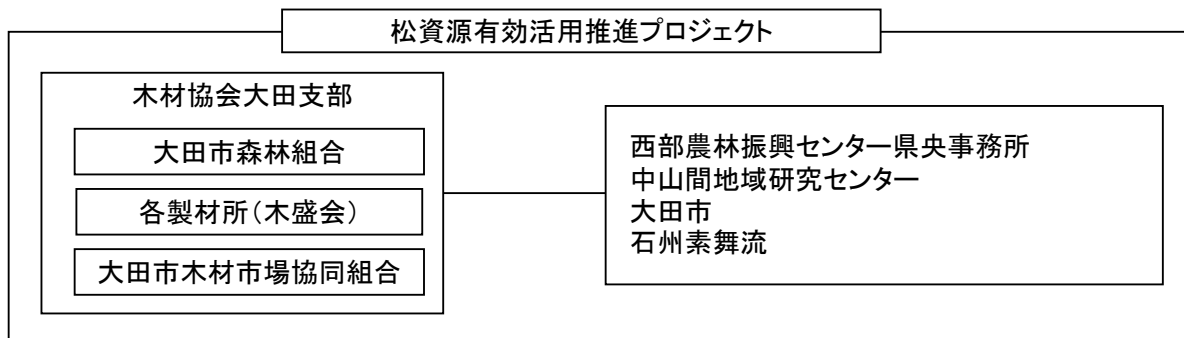 松資源有効活用推進プロジェクト
木材協会大田支部
大田市森林組合
各製材所(木盛会)
大田市木材市場協同組合
西部農林振興センター県央事務所
中山間地域研究センター
大田市
石州素舞流